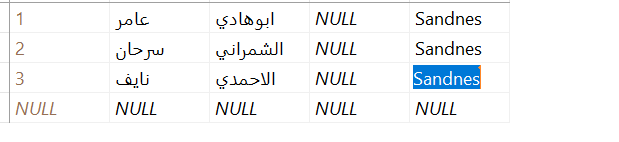 1 عامر ابوهادي NULL Sandnes
2 سرحان الشمراني NULL Sandnes
3 نايف الاحمدي NULL Sandnes
NULL NULL NULL NULL NULL